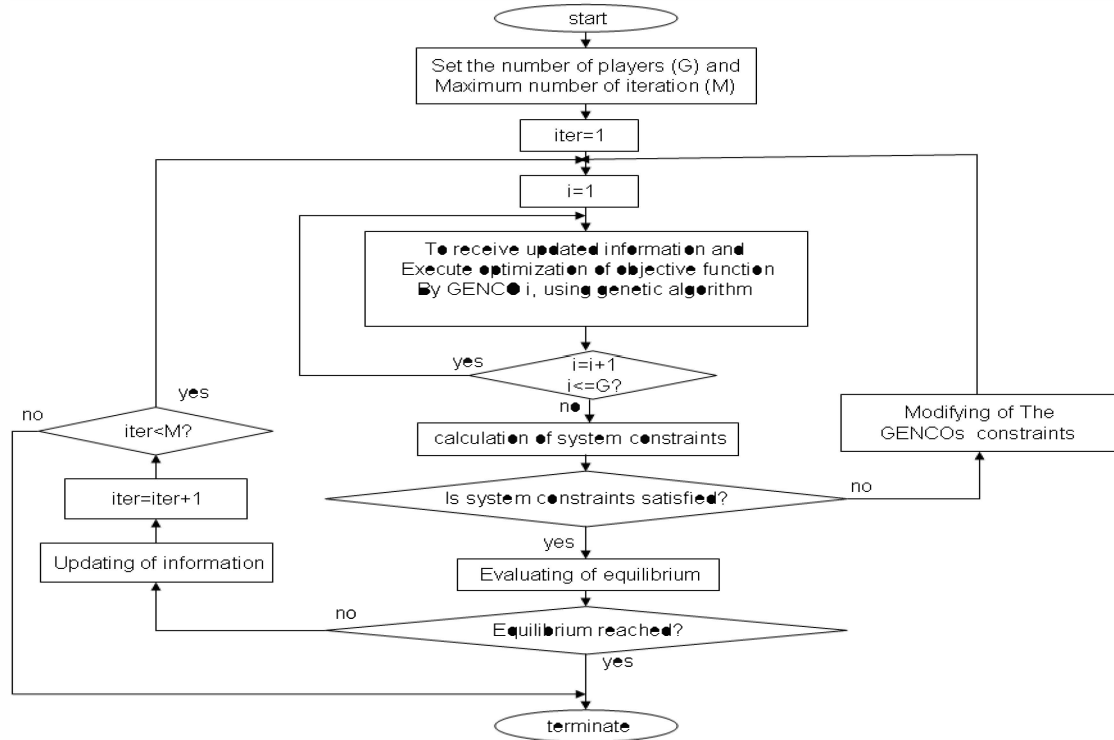 start
Set the number of players (G) and
Maximum number of iteration (M)
iter=1
i=1
To receive updated information and
Execute optimization of objective function
By GENCO i, using genetic algorithm
yes
i=i+1
i<=G?
no
yes
no
iter<M?
calculation of system constraints
Modifying of The
GENCOs constraints
iter=iter+1
Is system constraints satisfied?
no
yes
Updating of information
Evaluating of equilibrium
no
Equilibrium reached?
yes
terminate